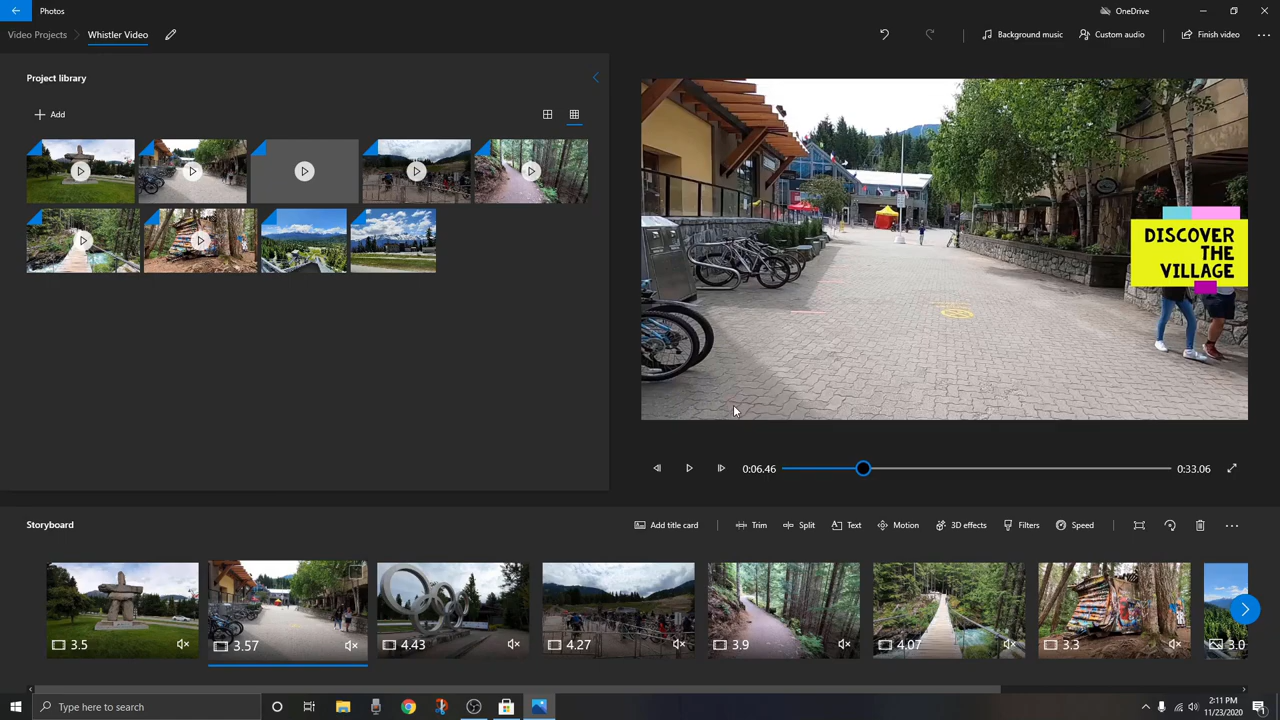 Photos
OneDrive
Video Projects
Whistler Video
Background music
Custom audio
Finish video
Project library
Add
DISCOVER
THE
VILLAGE
0:06.46
0:33.06
Storyboard
Add title card
Trim
Split
Text
Motion
3D effects
Filters
Speed
3.5
3.57
4.43
4.27
3.9
4.07
3.3
3.0
Type here to search
2:11 PM
11/23/2020